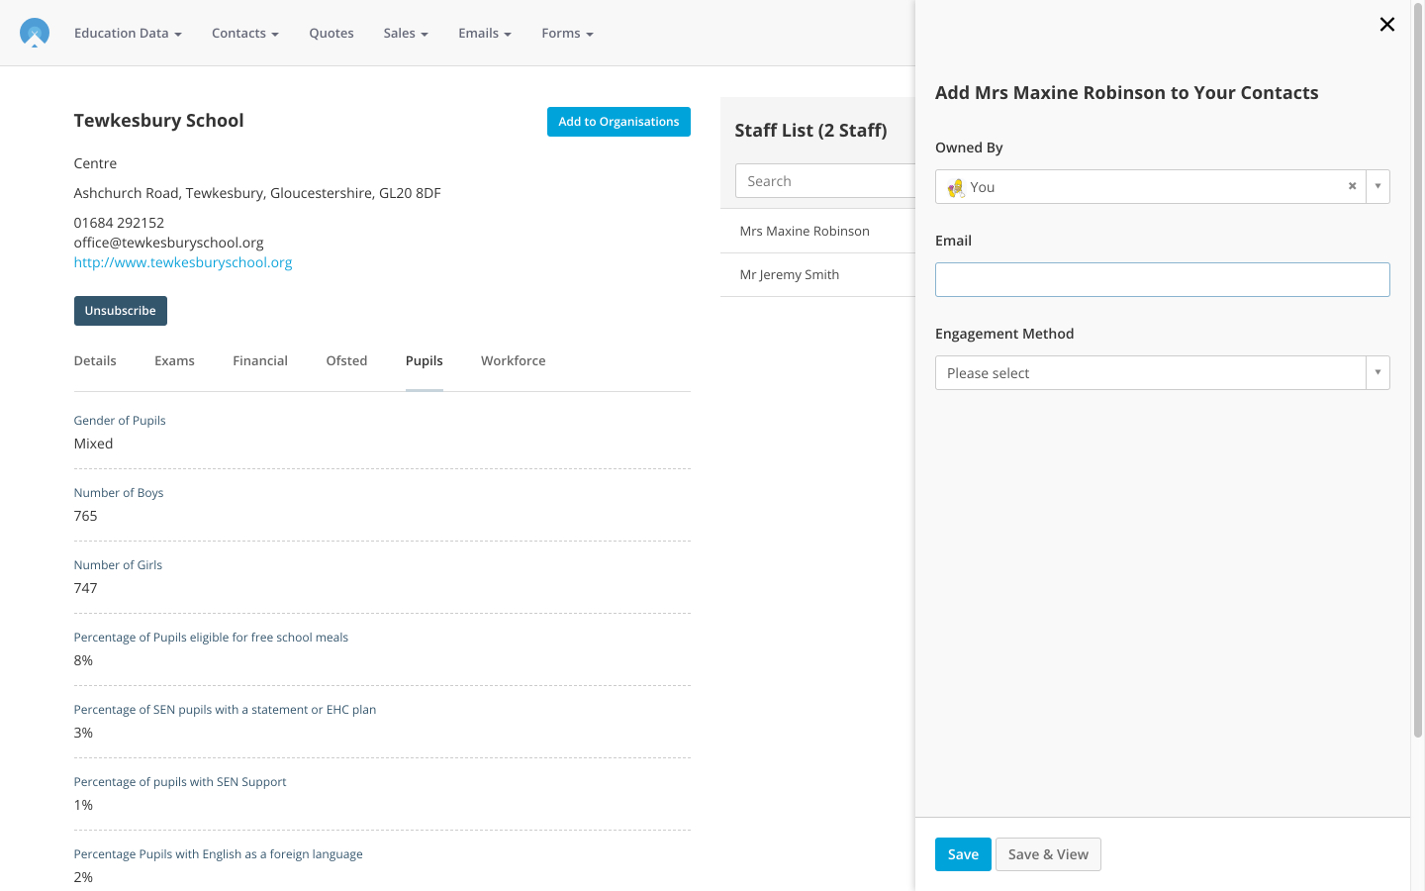 Education Data
Contacts
Quotes
Sales
Emails
Forms
Tewkesbury School
Add to Organisations
Centre
Ashchurch Road, Tewkesbury, Gloucestershire, GL20 8DF
01684 292152
office@tewkesburyschool.org
http://www.tewkesburyschool.org
Unsubscribe
Details
Exams
Financial
Ofsted
Pupils
Workforce
Gender of Pupils
Mixed
Number of Boys
765
Number of Girls
747
Percentage of Pupils eligible for free school meals
8%
Percentage of SEN pupils with a statement or EHC plan
3%
Percentage of pupils with SEN Support
1%
Percentage Pupils with English as a foreign language
2%
Staff List (2 Staff)
Search
Mrs Maxine Robinson
Mr Jeremy Smith
Add Mrs Maxine Robinson to Your Contacts
Owned By
You
Email
Engagement Method
Please select
Save
Save & View